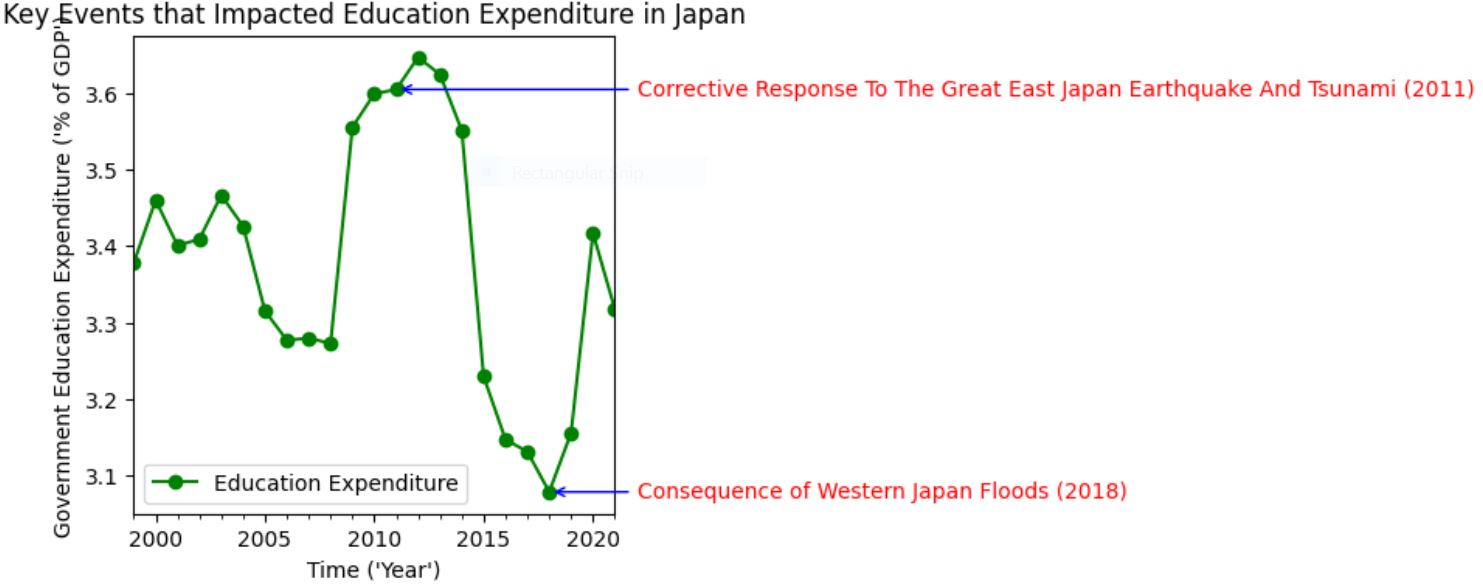 Key Events that Impacted Education Expenditure in Japan
Government Education Expenditure ('% of GDP')
3.6
3.5
3.4
3.3
3.2
3.1
Corrective Response To The Great East Japan Earthquake And Tsunami (2011)
Rectangular Snip
Consequence of Western Japan Floods (2018)
Education Expenditure
2000 2005 2010 2015 2020
Time ('Year')